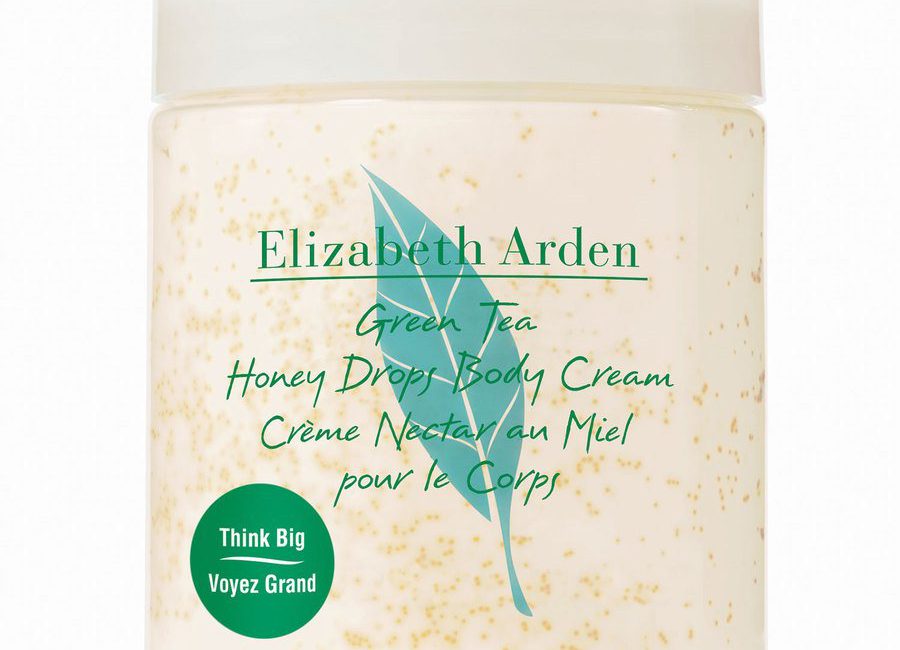 Elizabeth Arden
Green Tea
Honey Drops Body Cream
Crème Nectar au Miel
pour le Corps
Think Big
Voyez Grand